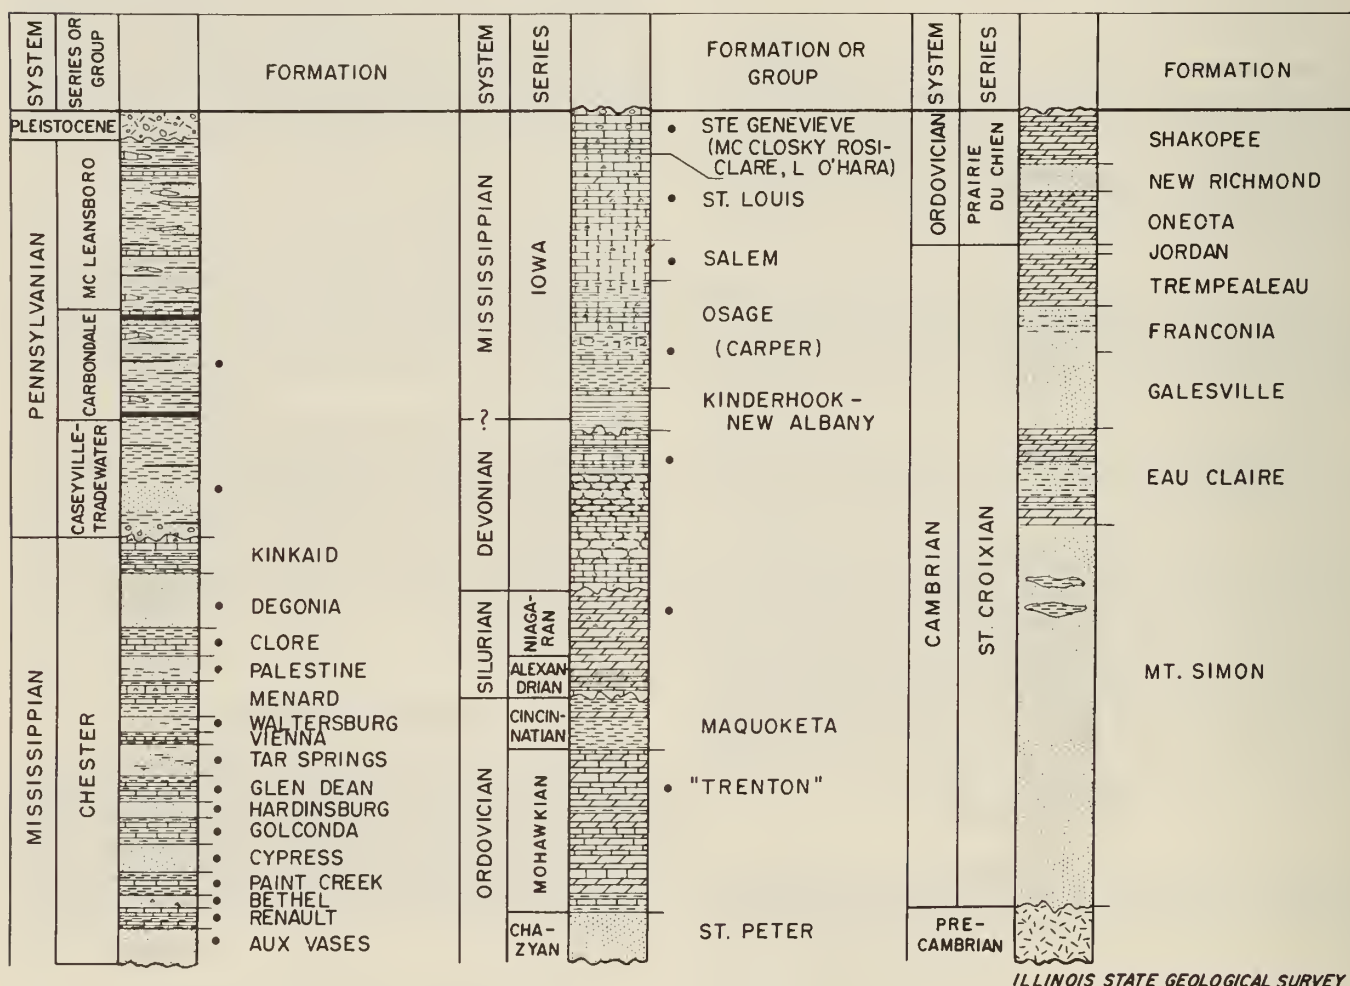 SYSTEM
SERIES OR
GROUP
FORMATION
PLEISTOCENE
PENNSYLVANIAN
MC LEANSBORO
CARBONDALE
CASEYVILLE-
TRADEWATER
MISSISSIPPIAN
CHESTER
KINKAID
DEGONIA
CLORE
PALESTINE
MENARD
WALTERSBURG
VIENNA
TAR SPRINGS
GLEN DEAN
HARDINSBURG
GOLCONDA
CYPRESS
PAINT CREEK
BETHEL
RENAULT
AUX VASES
SYSTEM
SERIES
FORMATION OR
GROUP
MISSISSIPPIAN
IOWA
STE GENEVIEVE
(MC CLOSKY ROSI-
CLARE, L O'HARA)
ST. LOUIS
SALEM
OSAGE
(CARPER)
KINDERHOOK -
NEW ALBANY
?
DEVONIAN
SILURIAN
NIAGA-
RAN
ALEXAN-
DRIAN
ORDOVICIAN
CINCIN-
NATIAN
MAQUOKETA
MOHAWKIAN
"TRENTON"
CHA-
ZYAN
ST. PETER
SYSTEM
SERIES
FORMATION
ORDOVICIAN
PRAIRIE
DU CHIEN
SHAKOPEE
NEW RICHMOND
ONEOTA
CAMBRIAN
ST. CROIXIAN
JORDAN
TREMPEALEAU
FRANCONIA
GALESVILLE
EAU CLAIRE
MT. SIMON
PRE-
CAMBRIAN
ILLINOIS STATE GEOLOGICAL SURVEY